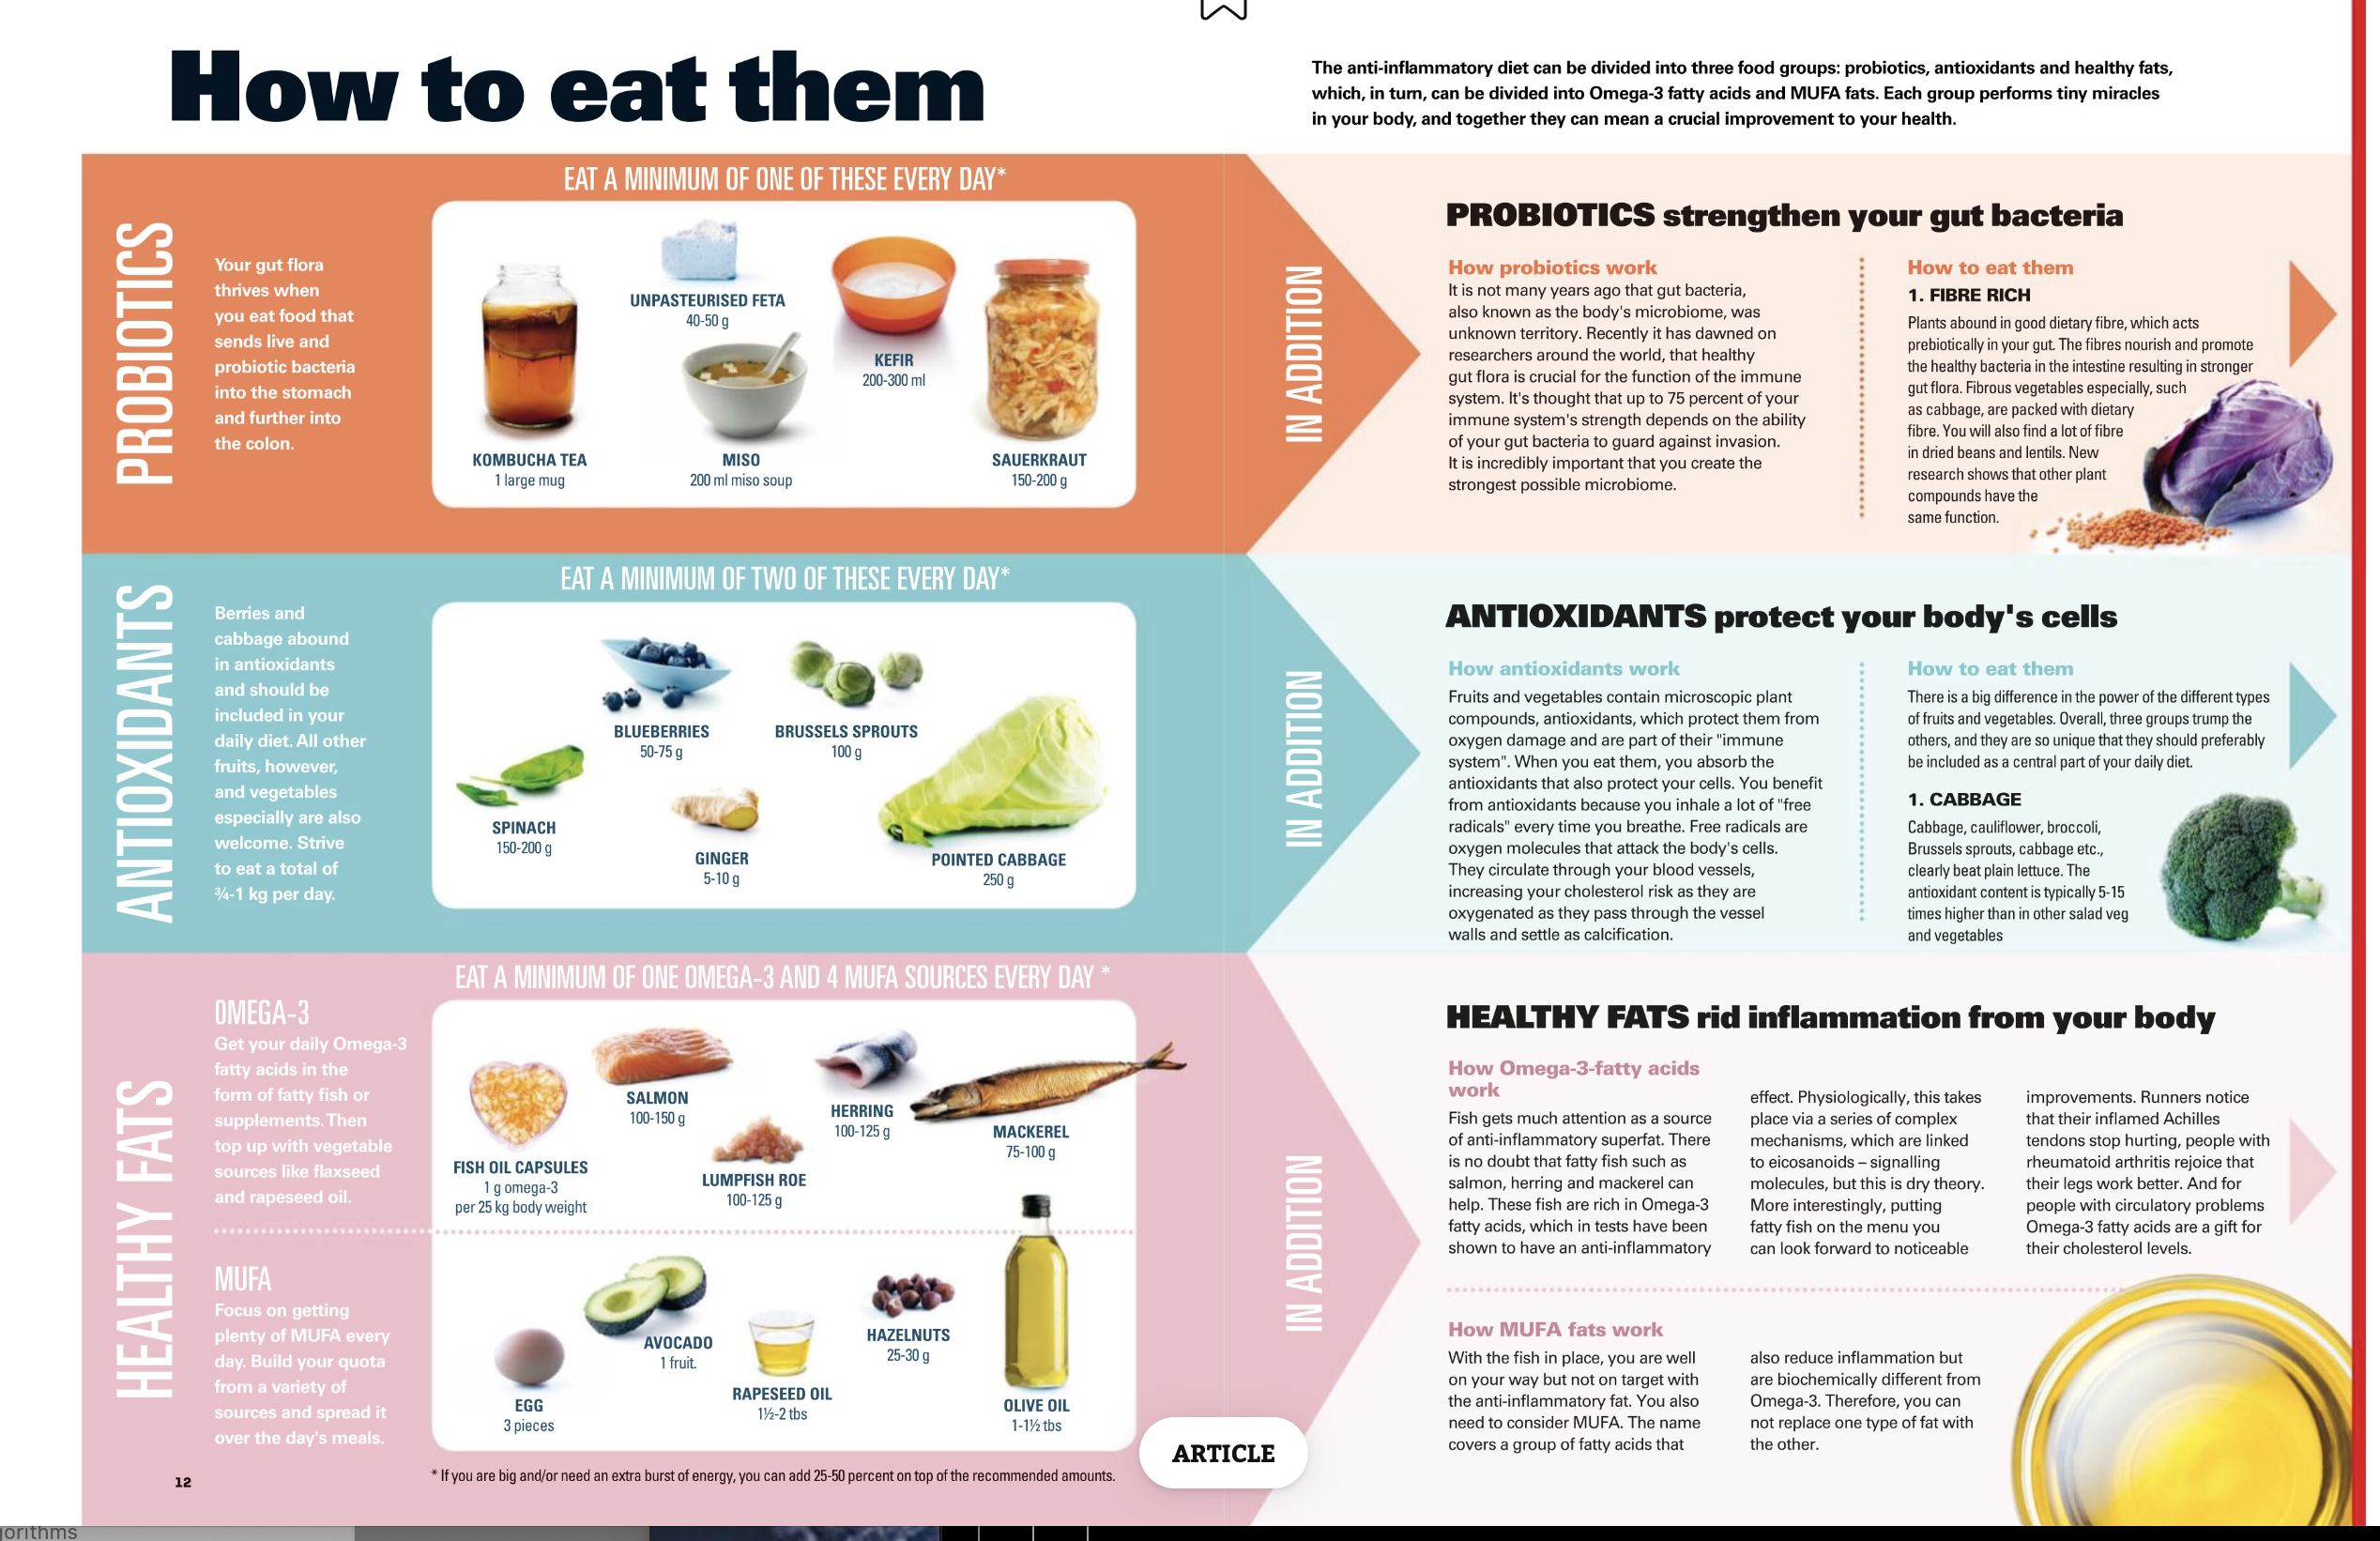 How to eat them
The anti-inflammatory diet can be divided into three food groups: probiotics, antioxidants and healthy fats,
which, in turn, can be divided into Omega-3 fatty acids and MUFA fats. Each group performs tiny miracles
in your body, and together they can mean a crucial improvement to your health.
PROBIOTICS
Your gut flora
thrives when
you eat food that
sends live and
probiotic bacteria
into the stomach
and further into
the colon.
EAT A MINIMUM OF ONE OF THESE EVERY DAY*
UNPASTEURISED FETA
40-50 g
KEFIR
200-300 ml
KOMBUCHA TEA
1 large mug
MISO
200 ml miso soup
SAUERKRAUT
150-200 g
IN ADDITION
PROBIOTICS strengthen your gut bacteria
How probiotics work
It is not many years ago that gut bacteria,
also known as the body's microbiome, was
unknown territory. Recently it has dawned on
researchers around the world, that healthy
gut flora is crucial for the function of the immune
system. It's thought that up to 75 percent of your
immune system's strength depends on the ability
of your gut bacteria to guard against invasion.
It is incredibly important that you create the
strongest possible microbiome.
How to eat them
1. FIBRE RICH
Plants abound in good dietary fibre, which acts
prebiotically in your gut. The fibres nourish and promote
the healthy bacteria in the intestine resulting in stronger
gut flora. Fibrous vegetables especially, such
as cabbage, are packed with dietary
fibre. You will also find a lot of fibre
in dried beans and lentils. New
research shows that other plant
compounds have the
same function.
ANTIOXIDANTS
Berries and
cabbage abound
in antioxidants
and should be
included in your
daily diet. All other
fruits, however,
and vegetables
especially are also
welcome. Strive
to eat a total of
¾-1 kg per day.
EAT A MINIMUM OF TWO OF THESE EVERY DAY*
BLUEBERRIES
50-75 g
BRUSSELS SPROUTS
100 g
SPINACH
150-200 g
GINGER
5-10 g
POINTED CABBAGE
250 g
IN ADDITION
ANTIOXIDANTS protect your body's cells
How antioxidants work
Fruits and vegetables contain microscopic plant
compounds, antioxidants, which protect them from
oxygen damage and are part of their "immune
system". When you eat them, you absorb the
antioxidants that also protect your cells. You benefit
from antioxidants because you inhale a lot of "free
radicals" every time you breathe. Free radicals are
oxygen molecules that attack the body's cells.
They circulate through your blood vessels,
increasing your cholesterol risk as they are
oxygenated as they pass through the vessel
walls and settle as calcification.
How to eat them
There is a big difference in the power of the different types
of fruits and vegetables. Overall, three groups trump the
others, and they are so unique that they should preferably
be included as a central part of your daily diet.
1. CABBAGE
Cabbage, cauliflower, broccoli,
Brussels sprouts, cabbage etc.,
clearly beat plain lettuce. The
antioxidant content is typically 5-15
times higher than in other salad veg
and vegetables
HEALTHY FATS
OMEGA-3
Get your daily Omega-3
fatty acids in the
form of fatty fish or
supplements. Then
top up with vegetable
sources like flaxseed
and rapeseed oil.
MUFA
Focus on getting
plenty of MUFA every
day. Build your quota
from a variety of
sources and spread it
over the day's meals.
EAT A MINIMUM OF ONE OMEGA-3 AND 4 MUFA SOURCES EVERY DAY *
SALMON
100-150 g
HERRING
100-125 g
MACKEREL
75-100 g
FISH OIL CAPSULES
1 g omega-3
per 25 kg body weight
LUMPFISH ROE
100-125 g
AVOCADO
1 fruit.
HAZELNUTS
25-30 g
RAPESEED OIL
1½-2 tbs
EGG
3 pieces
OLIVE OIL
1-1½ tbs
IN ADDITION
HEALTHY FATS rid inflammation from your body
How Omega-3-fatty acids
work
Fish gets much attention as a source
of anti-inflammatory superfat. There
is no doubt that fatty fish such as
salmon, herring and mackerel can
help. These fish are rich in Omega-3
fatty acids, which in tests have been
shown to have an anti-inflammatory
effect. Physiologically, this takes
place via a series of complex
mechanisms, which are linked
to eicosanoids – signalling
molecules, but this is dry theory.
More interestingly, putting
fatty fish on the menu you
can look forward to noticeable
improvements. Runners notice
that their inflamed Achilles
tendons stop hurting, people with
rheumatoid arthritis rejoice that
their legs work better. And for
people with circulatory problems
Omega-3 fatty acids are a gift for
their cholesterol levels.
How MUFA fats work
With the fish in place, you are well
on your way but not on target with
the anti-inflammatory fat. You also
need to consider MUFA. The name
covers a group of fatty acids that
also reduce inflammation but
are biochemically different from
Omega-3. Therefore, you can
not replace one type of fat with
the other.
* If you are big and/or need an extra burst of energy, you can add 25-50 percent on top of the recommended amounts.
ARTICLE
12